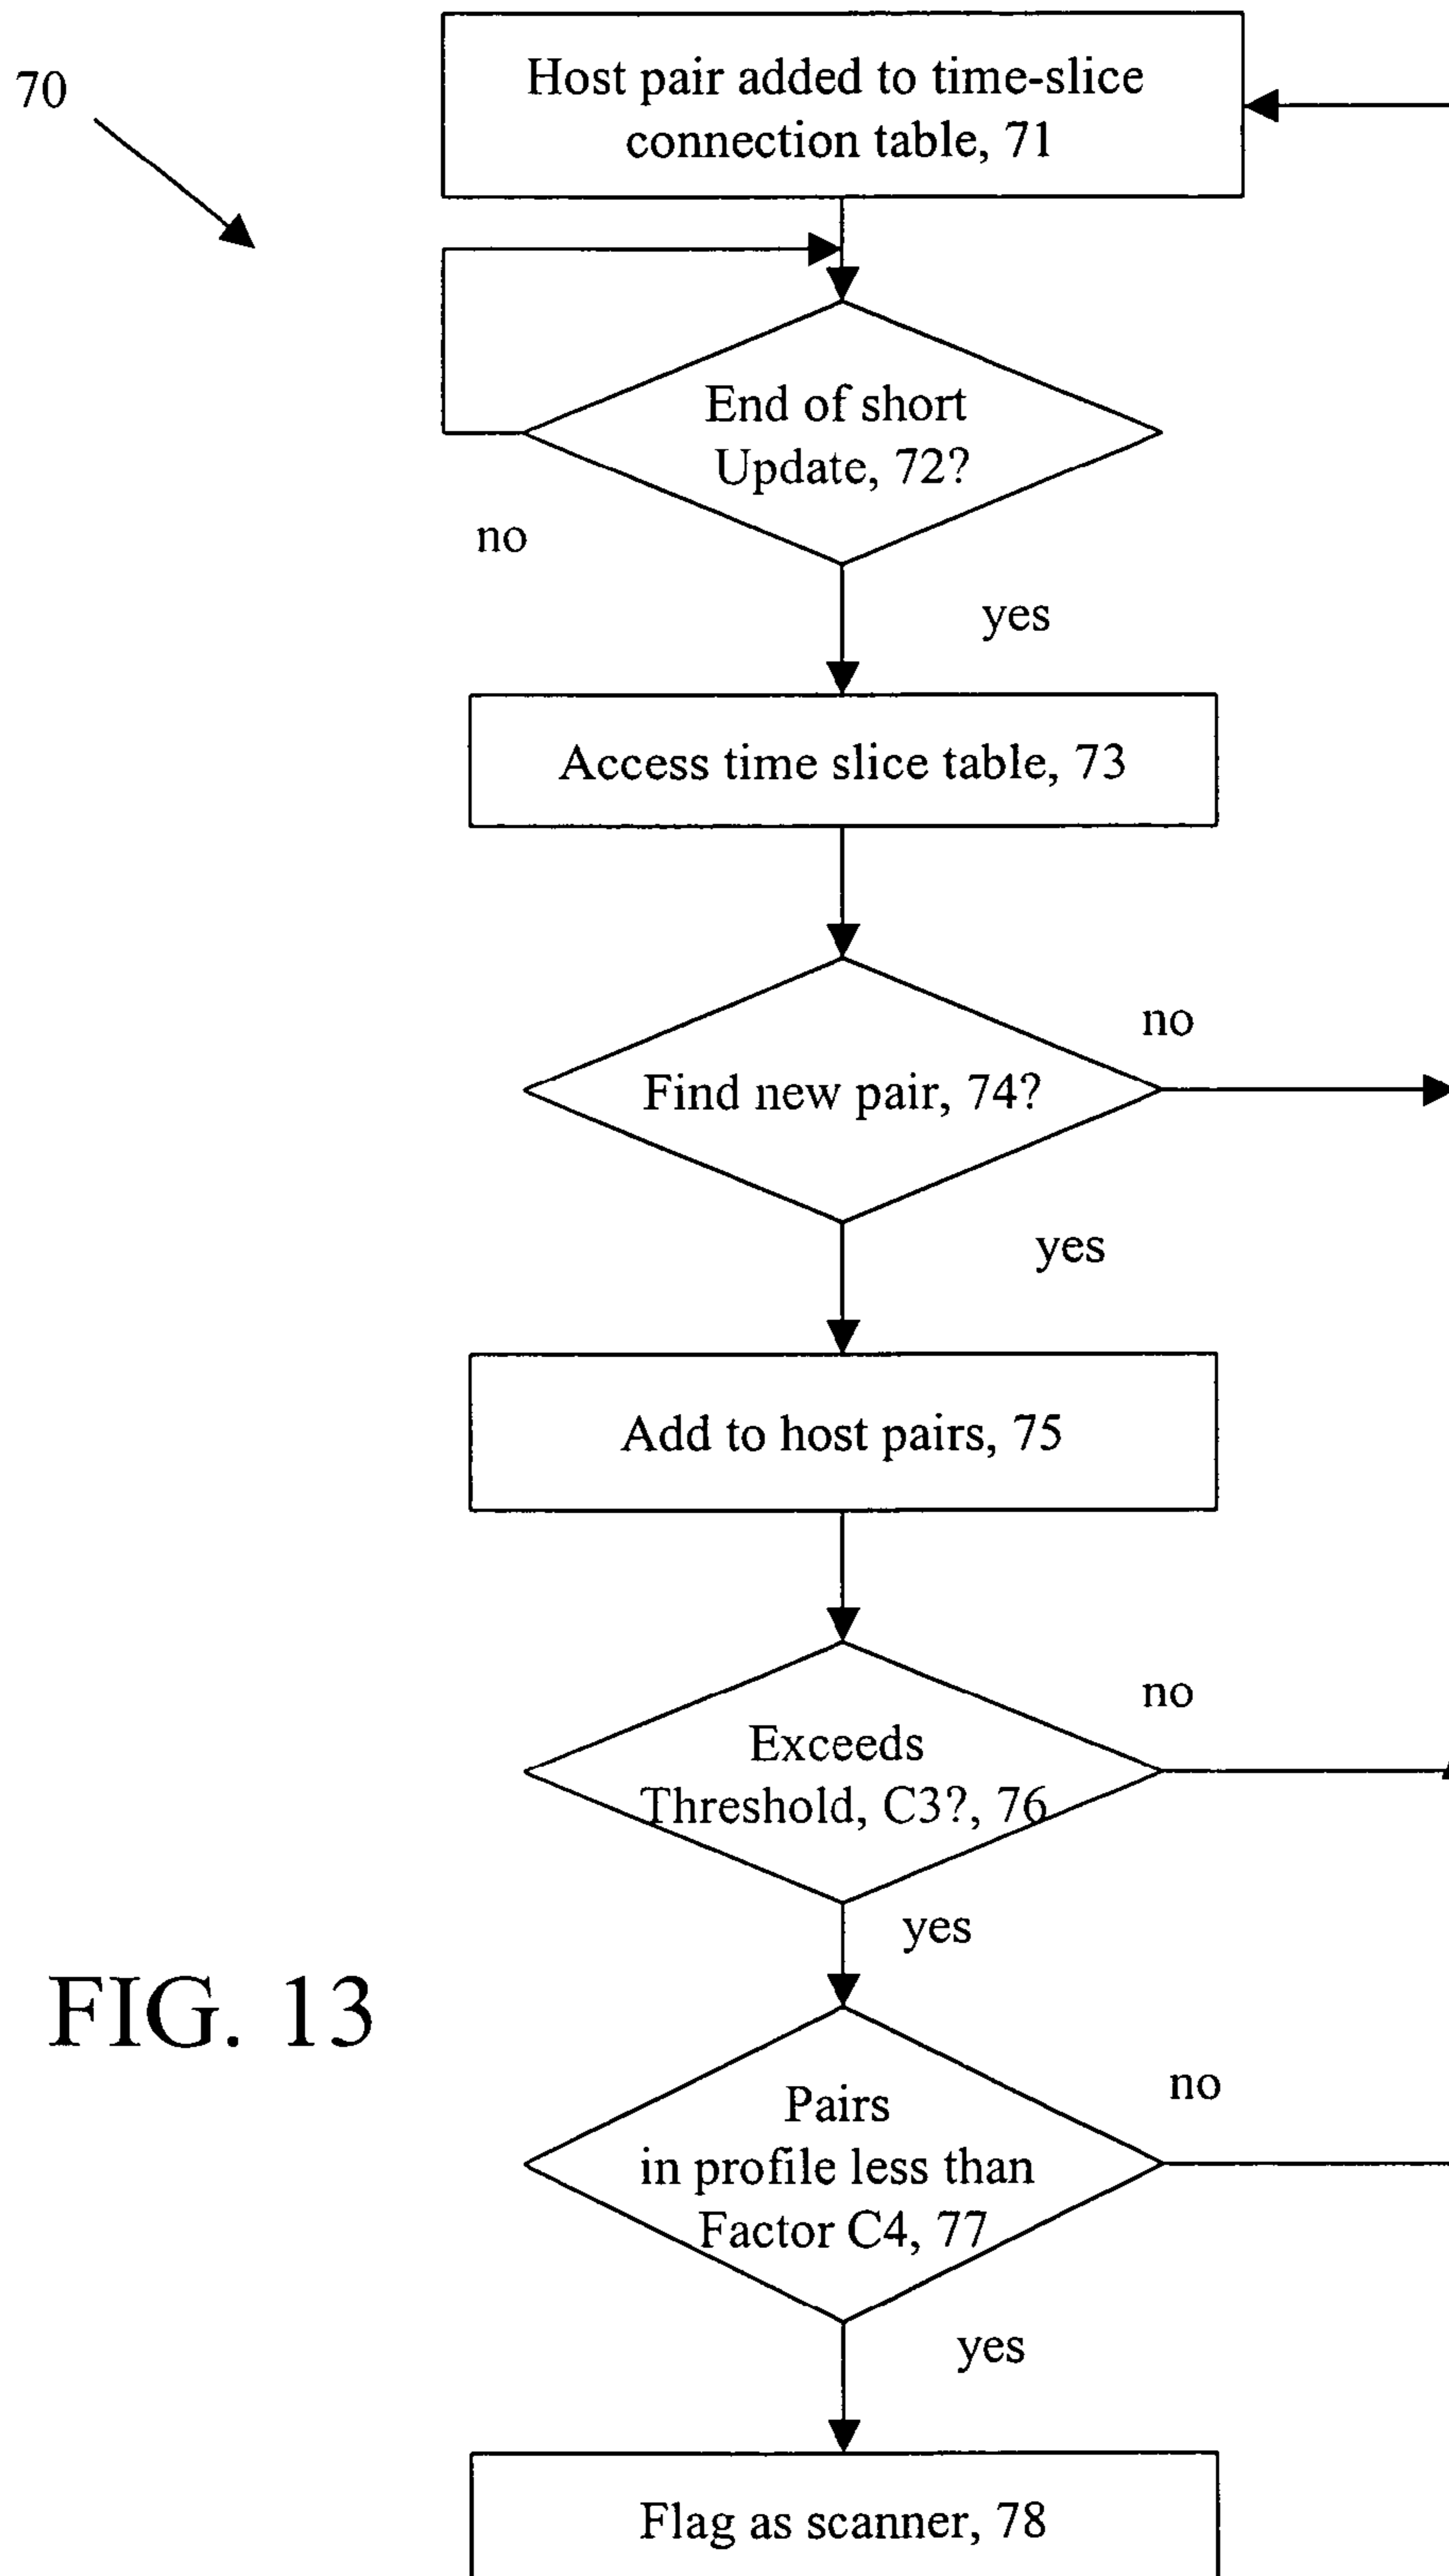 70
Host pair added to time-slice
connection table, 71
End of short
Update, 72?
no
yes
Access time slice table, 73
no
Find new pair, 74?
yes
Add to host pairs, 75
no
Exceeds
Threshold, C3?, 76
yes
FIG. 13
no
Pairs
in profile less than
Factor C4, 77
yes
Flag as scanner, 78